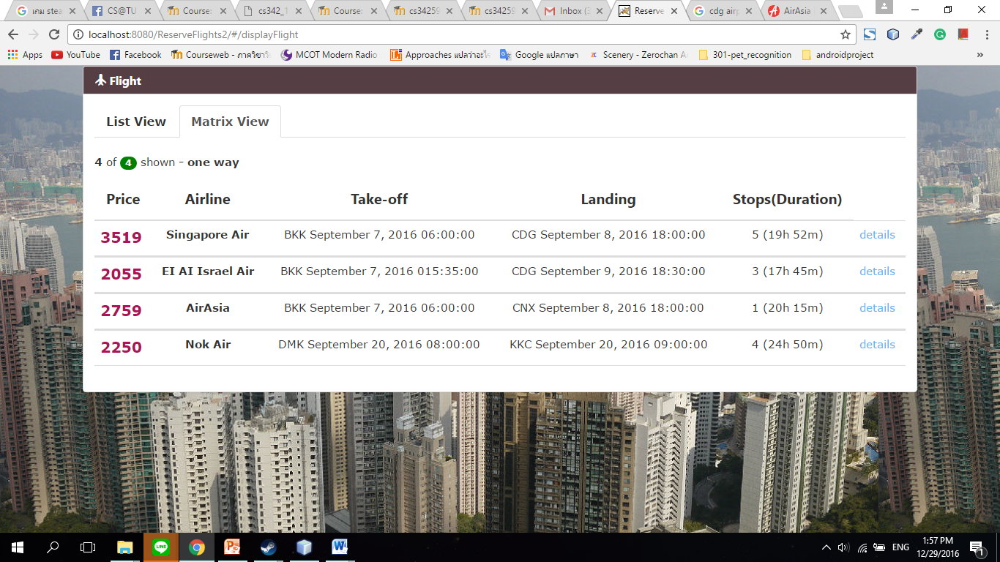 เกม stea
CS@TU
Course:
cs342_1
Course:
cs34259
cs34259
Inbox (3
Reserve
cdg airp
AirAsia
localhost:8080/ReserveFlights2/#/displayFlight
Apps YouTube Facebook Courseweb - ภาควิชาวิ MCOT Modern Radio Approaches แปลว่าอะไร Google แปลภาษา Scenery - Zerochan A 301-pet_recognition androidproject »
Flight
List View Matrix View
4 of 4 shown - one way
Price Airline Take-off Landing Stops(Duration)
3519 Singapore Air BKK September 7, 2016 06:00:00 CDG September 8, 2016 18:00:00 5 (19h 52m) details
2055 EI AI Israel Air BKK September 7, 2016 015:35:00 CDG September 9, 2016 18:30:00 3 (17h 45m) details
2759 AirAsia BKK September 7, 2016 06:00:00 CNX September 8, 2016 18:00:00 1 (20h 15m) details
2250 Nok Air DMK September 20, 2016 08:00:00 KKC September 20, 2016 09:00:00 4 (24h 50m) details
LINE
ENG
1:57 PM
12/29/2016
1